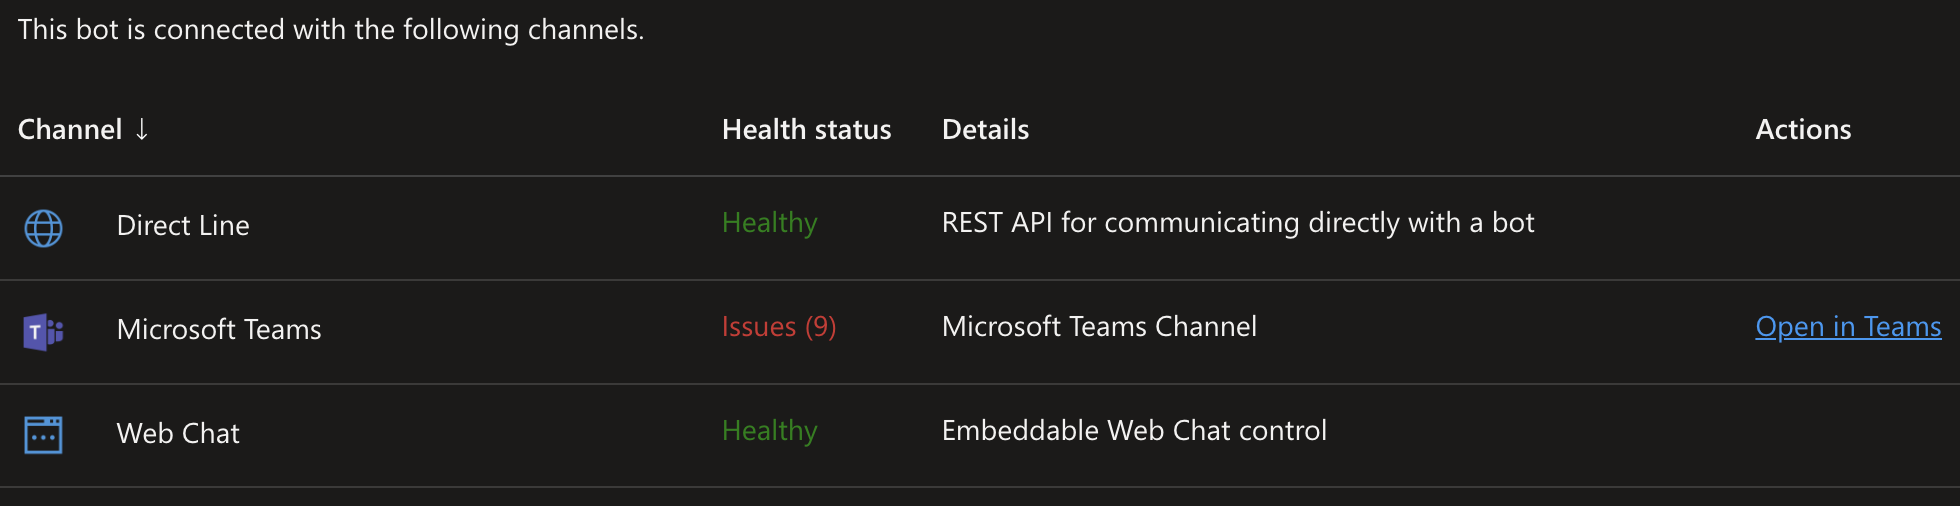 This bot is connected with the following channels.
Channel ↓ Health status Details Actions
Direct Line Healthy REST API for communicating directly with a bot
T Microsoft Teams Issues (9) Microsoft Teams Channel Open in Teams
Web Chat Healthy Embeddable Web Chat control